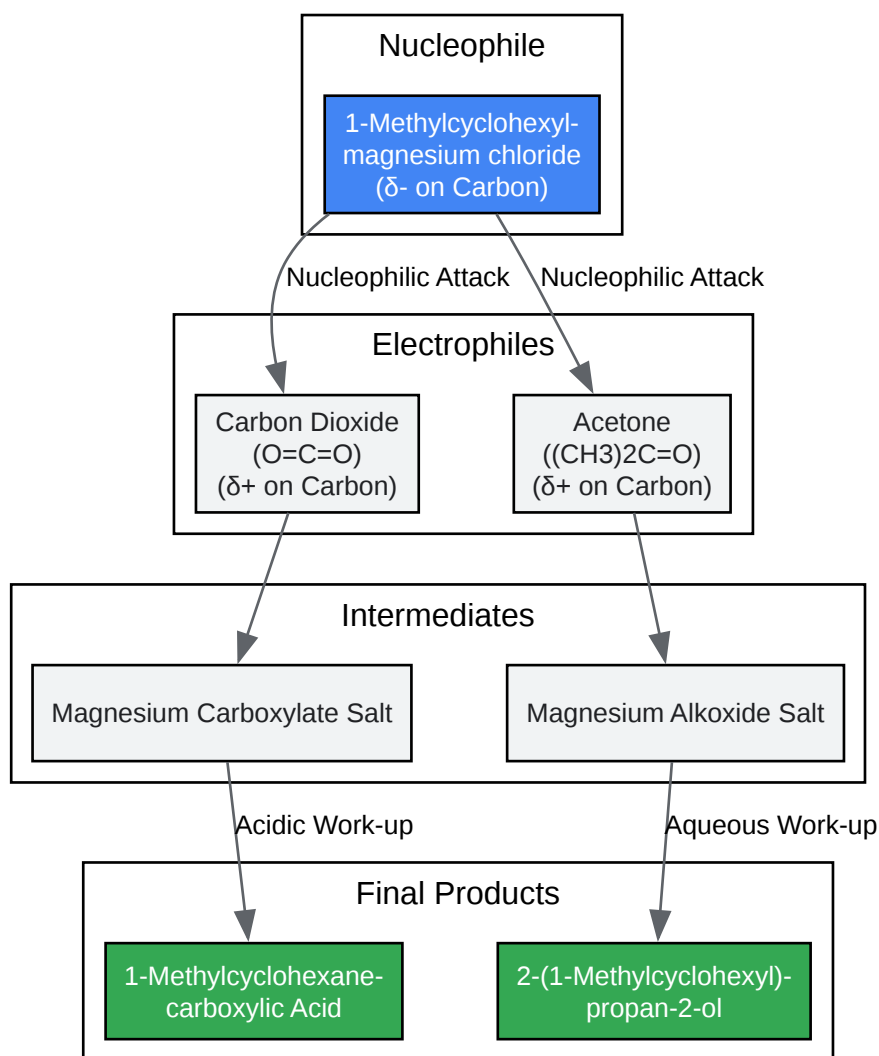 Nucleophile
1-Methylcyclohexyl-
magnesium chloride
(δ- on Carbon)
Nucleophilic Attack
Nucleophilic Attack
Electrophiles
Carbon Dioxide
(O=C=O)
(δ+ on Carbon)
Acetone
((CH3)2C=O)
(δ+ on Carbon)
Intermediates
Magnesium Carboxylate Salt
Magnesium Alkoxide Salt
Acidic Work-up
Aqueous Work-up
Final Products
1-Methylcyclohexane-
carboxylic Acid
2-(1-Methylcyclohexyl)-
propan-2-ol